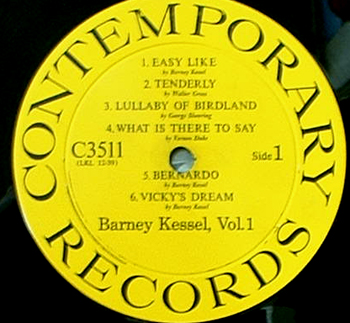 CONTEMPORARY
1. EASY LIKE
by Barney Kessel
2. TENDERLY
by Walter Gross
3. LULLABY OF BIRDLAND
by George Shearing
4. WHAT IS THERE TO SAY
by Vernon Duke
C3511
Side 1
5. BERNARDO
by Barney Kessel
6. VICKY'S DREAM
by Barney Kessel
Barney Kessel, Vol. 1
RECORDS